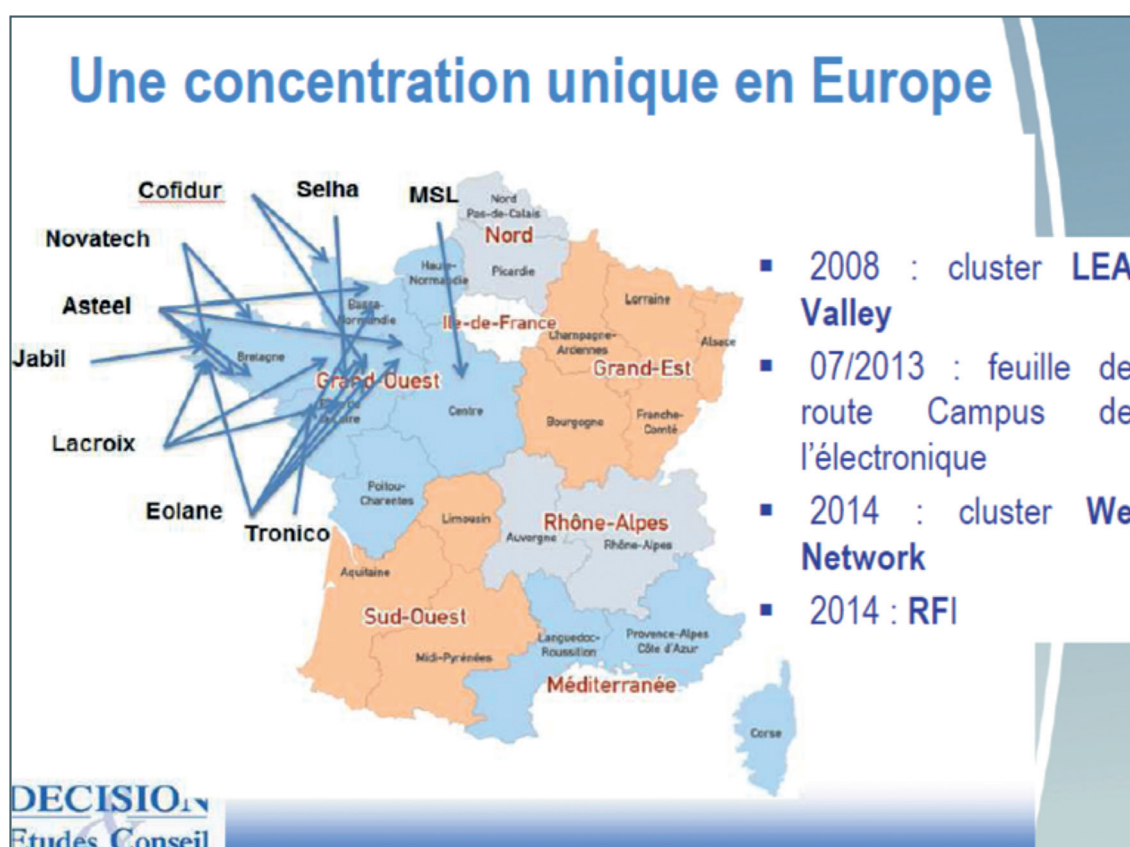 Une concentration unique en Europe
Cofidur
Selha
MSL
Novatech
Asteel
Jabil
Lacroix
Eolane
Tronico
Nord
Pas-de-Calais
Nord
Picardie
Haute-
Normandie
Basse-
Normandie
Ile-de-France
Champagne-
Ardennes
Lorraine
Alsace
Grand-Est
Bretagne
Grand-Ouest
la Loire
Centre
Bourgogne
Franche-
Comté
Poitou-
Charentes
Limousin
Auvergne
Rhône-Alpes
Rhône-Alpes
Aquitaine
Sud-Ouest
Midi-Pyrénées
Languedoc-
Roussillon
Provence-Alpes
Côte d'Azur
Méditerranée
Corse
▪ 2008 : cluster LEA
Valley
▪ 07/2013 : feuille de
route Campus de
l'électronique
▪ 2014 : cluster We
Network
▪ 2014 : RFI
DECISION
Etudes & Conseil